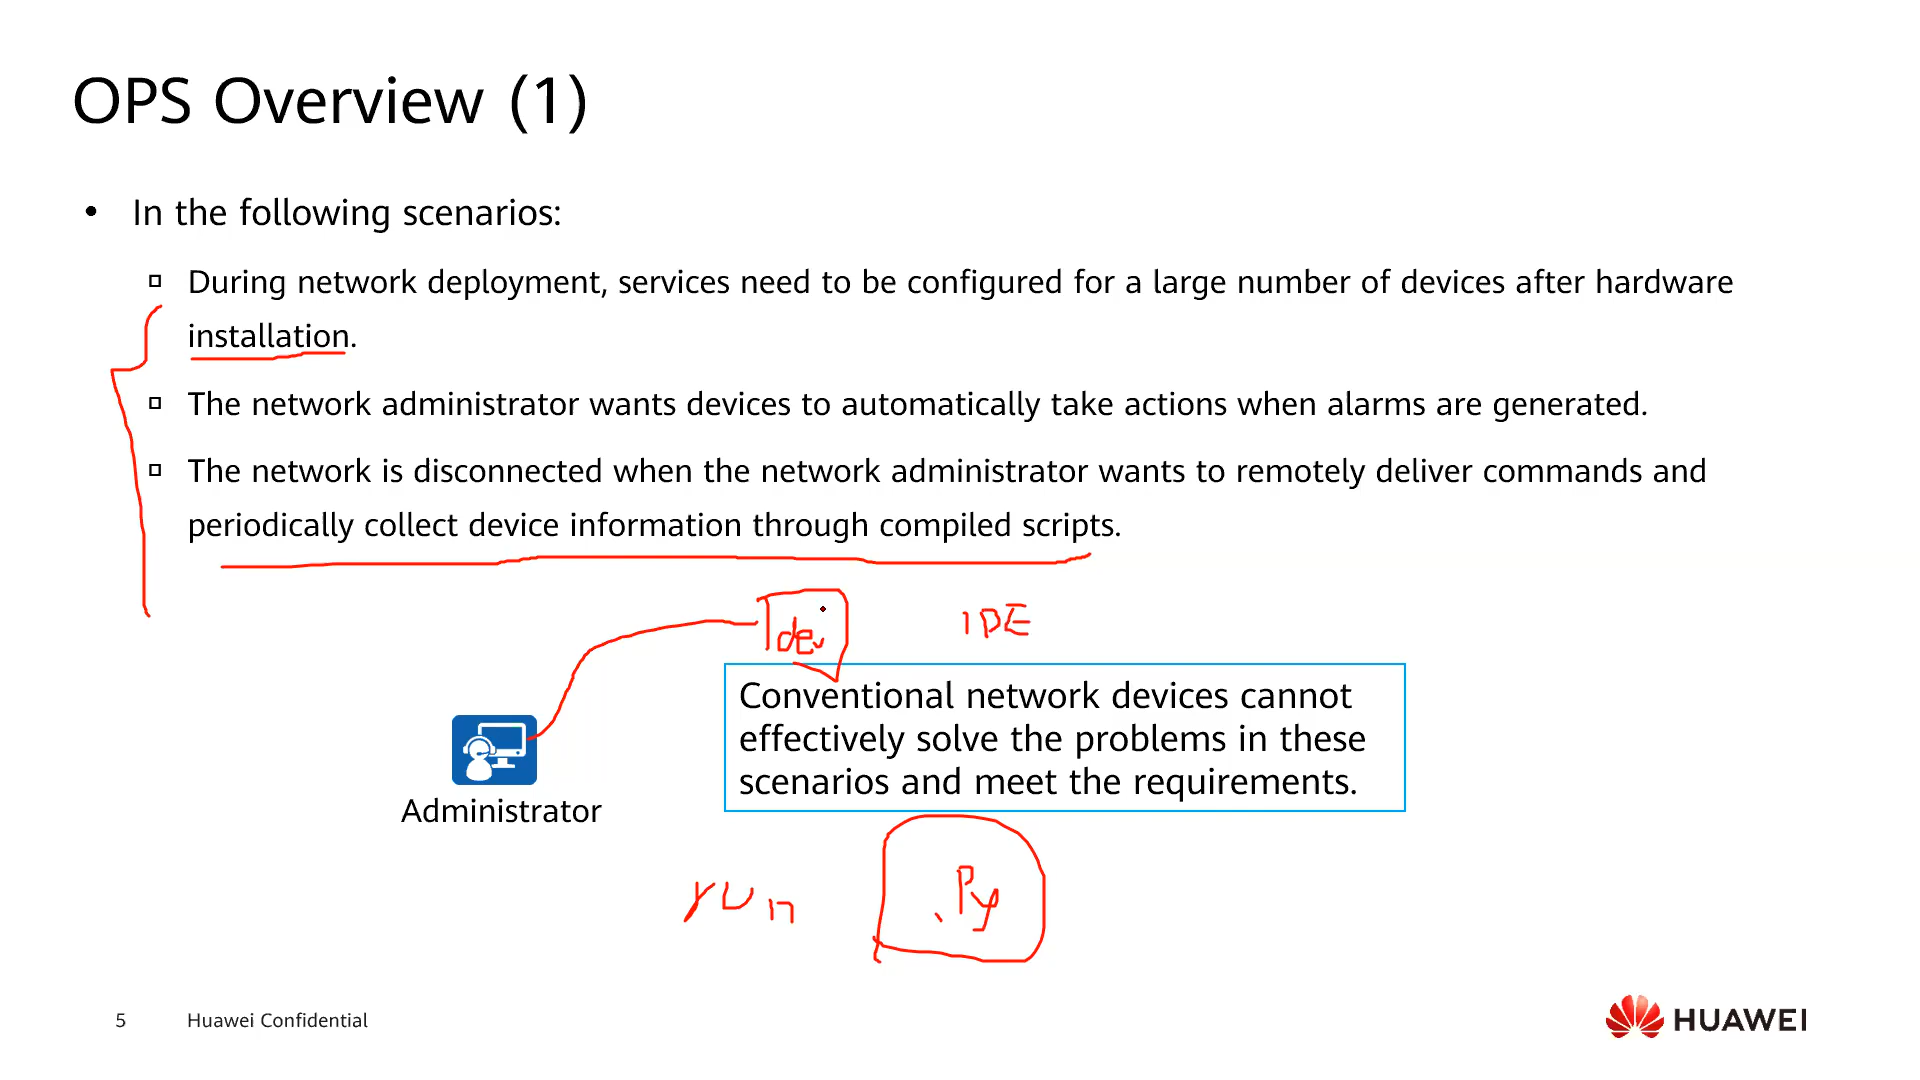 OPS Overview (1)
• In the following scenarios:
During network deployment, services need to be configured for a large number of devices after hardware
installation.
The network administrator wants devices to automatically take actions when alarms are generated.
The network is disconnected when the network administrator wants to remotely deliver commands and
periodically collect device information through compiled scripts.
dev
IDE
Conventional network devices cannot
effectively solve the problems in these
scenarios and meet the requirements.
Administrator
run
.Py
5 Huawei Confidential
HUAWEI